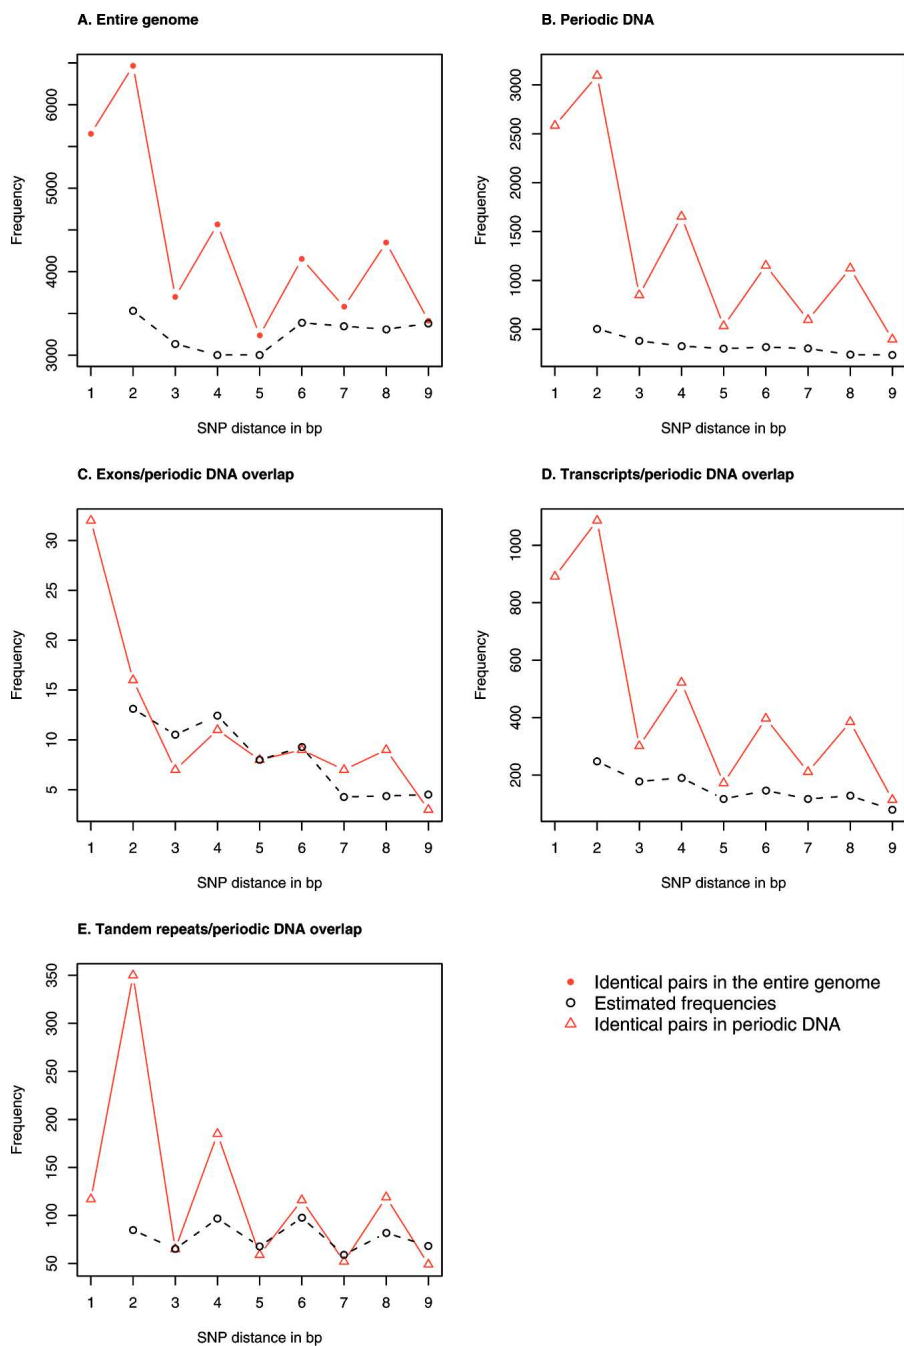 A. Entire genome
Frequency
6000
5000
4000
3000
1 2 3 4 5 6 7 8 9
SNP distance in bp
B. Periodic DNA
Frequency
3000
2500
2000
1500
1000
500
1 2 3 4 5 6 7 8 9
SNP distance in bp
C. Exons/periodic DNA overlap
Frequency
30
25
20
15
10
5
1 2 3 4 5 6 7 8 9
SNP distance in bp
D. Transcripts/periodic DNA overlap
Frequency
1000
800
600
400
200
1 2 3 4 5 6 7 8 9
SNP distance in bp
E. Tandem repeats/periodic DNA overlap
Frequency
350
300
250
200
150
100
50
1 2 3 4 5 6 7 8 9
SNP distance in bp
Identical pairs in the entire genome
Estimated frequencies
Identical pairs in periodic DNA